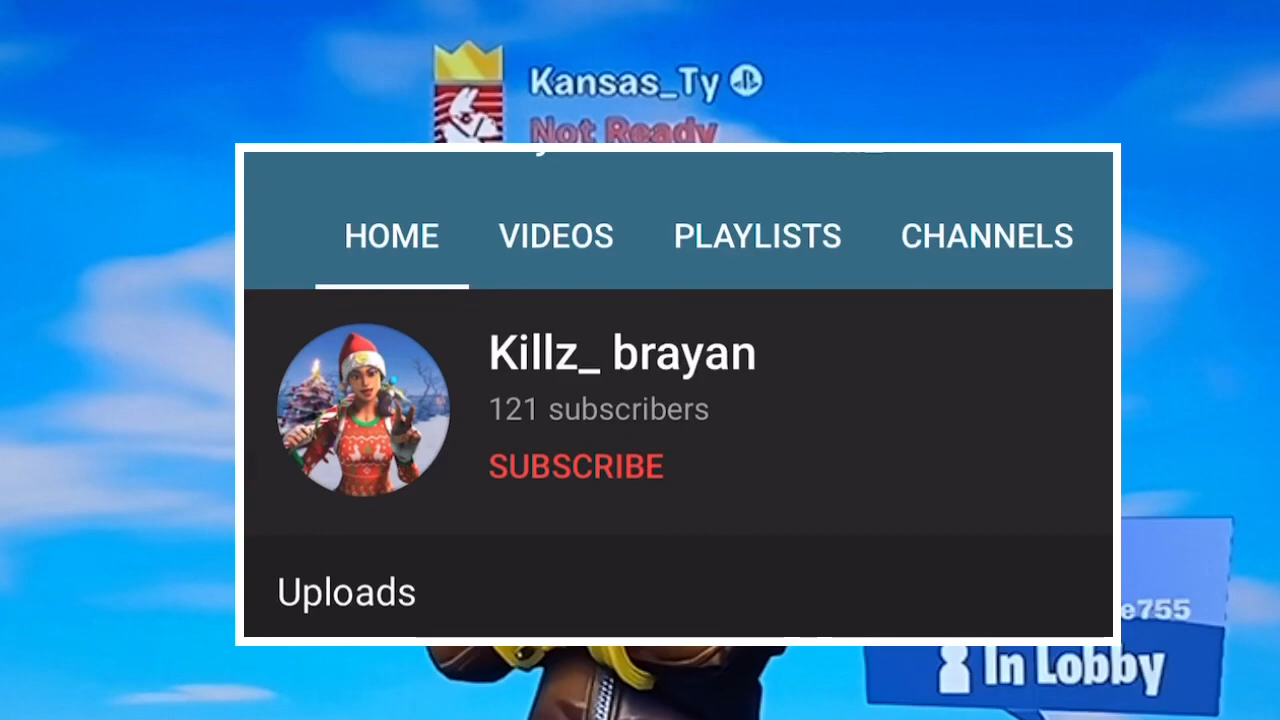 Kansas_Ty
Not Ready
HOME VIDEOS PLAYLISTS CHANNELS
Killz_ brayan
121 subscribers
SUBSCRIBE
Uploads
e755
In Lobby